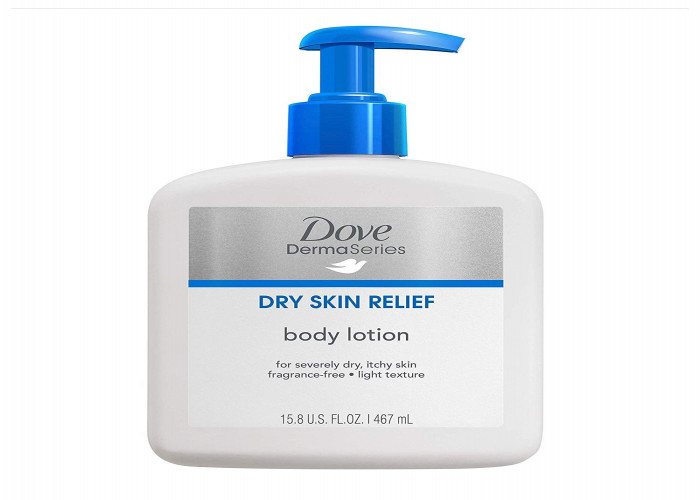 Dove
DermaSeries
DRY SKIN RELIEF
body lotion
for severely dry, itchy skin
fragrance-free • light texture
15.8 U.S. FL.OZ. | 467 mL